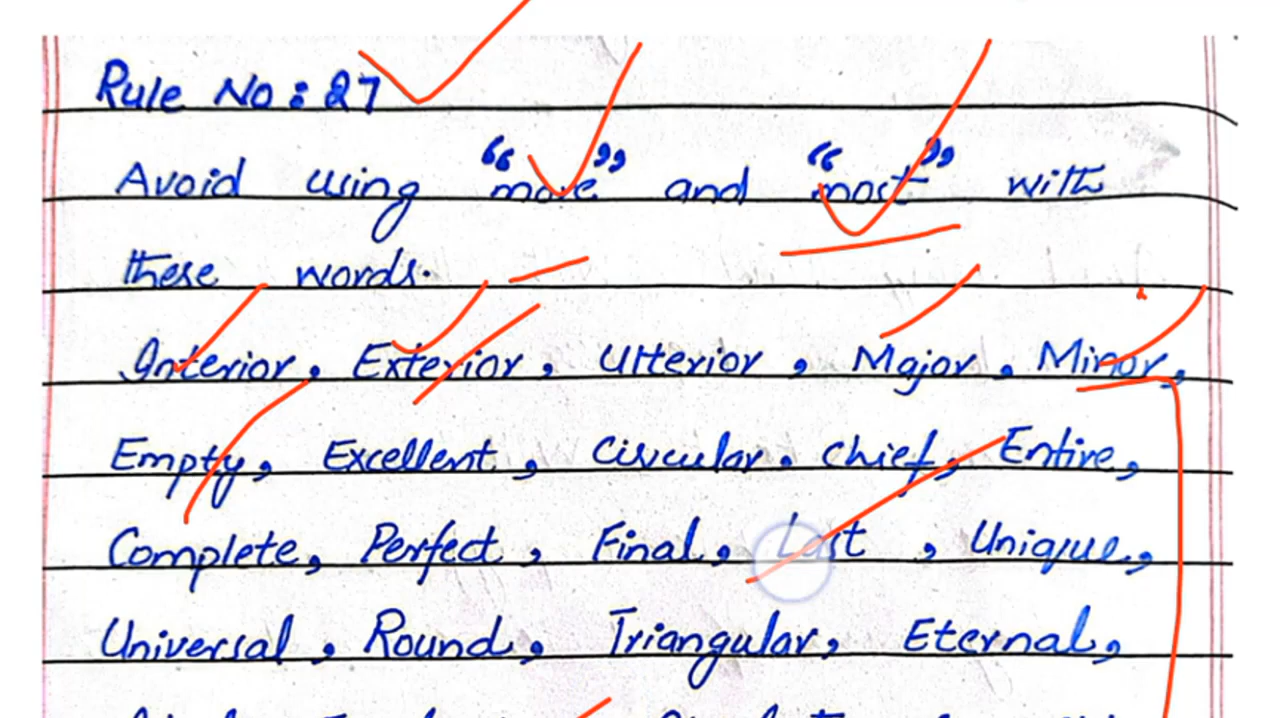 Rule No : 27
Avoid using “more” and “most” with
these words.
Interior, Exterior, Ulterior, Major, Minor,
Empty, Excellent, Circular, Chief, Entire,
Complete, Perfect, Final, Last, Unique,
Universal, Round, Triangular, Eternal,